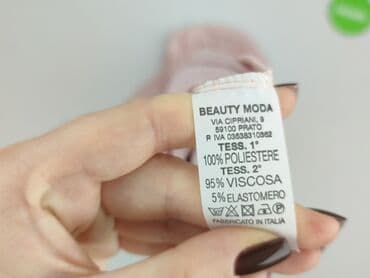 BEAUTY MODA
VIA CIPRIANI, 9
59100 PRATO
P. IVA 03538310362
TESS. 1°
100% POLIESTERE
TESS. 2°
95% VISCOSA
5% ELASTOMERO
FABBRICATO IN ITALIA